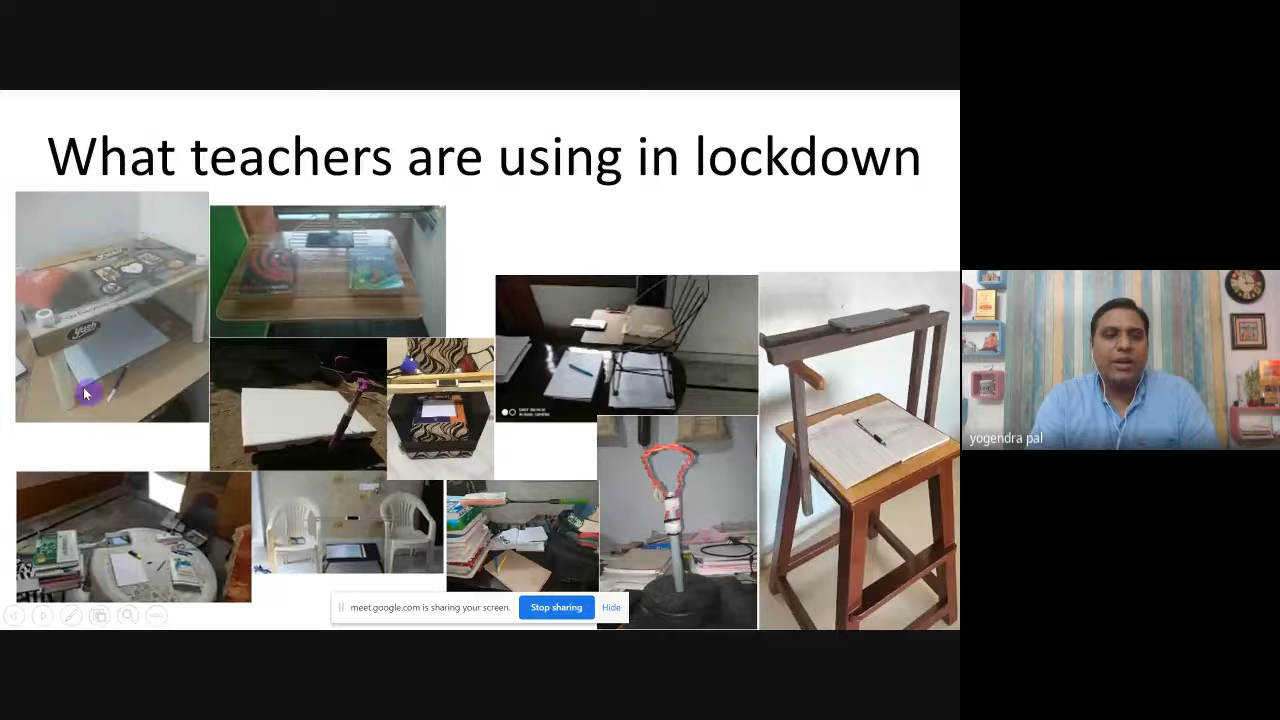 What teachers are using in lockdown
meet.google.com is sharing your screen.
Stop sharing
Hide
yogendra pal